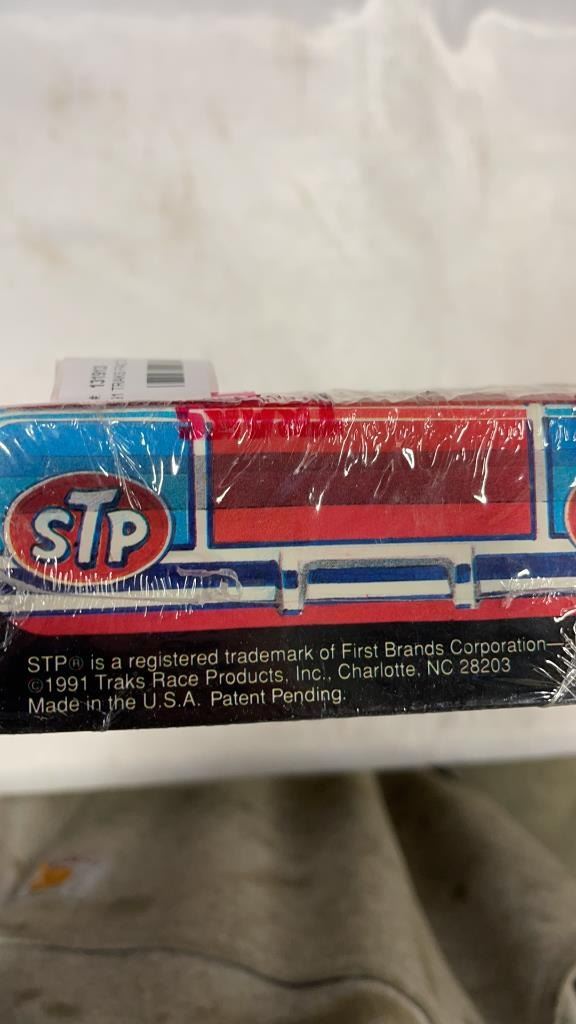 #: 131913
STP
STP® is a registered trademark of First Brands Corporation—
©1991 Traks Race Products, Inc., Charlotte, NC 28203
Made in the U.S.A. Patent Pending.